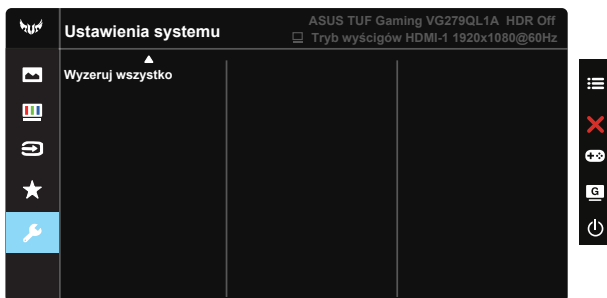 Ustawienia systemu
ASUS TUF Gaming VG279QL1A HDR Off
Tryb wyścigów HDMI-1 1920x1080@60Hz
Wyzeruj wszystko
G